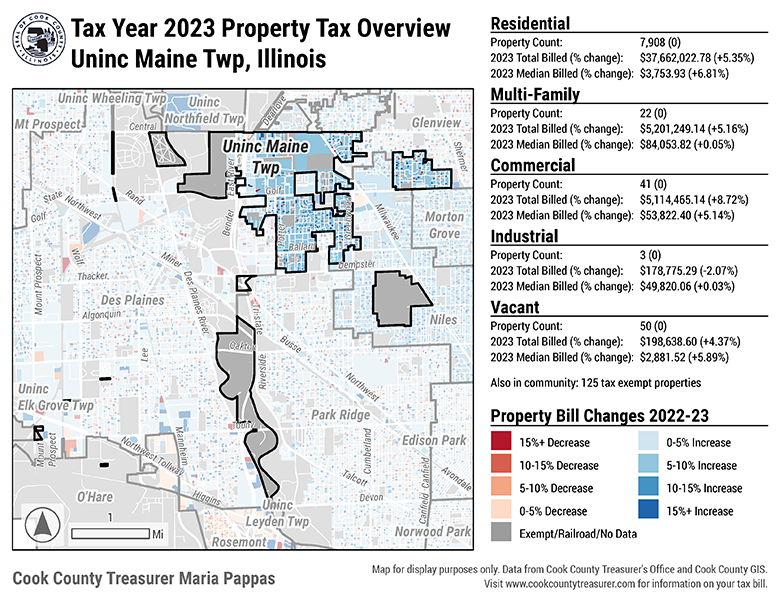 SEAL OF COOK COUNTY
ILLINOIS
Tax Year 2023 Property Tax Overview
Uninc Maine Twp, Illinois
Uninc Wheeling Twp
Uninc
Northfield Twp
Deerlove
Mt Prospect
Central
Glenview
Uninc Maine
Twp
Shermer
East River
Golf
State
Northwest
Rand
Golf
Bender
Potter
Milwaukee
Morton
Grove
Ballard
Wolf
Miner
Dempster
Mount Prospect
Thacker
Des Plaines
Des Plaines River
Algonquin
Tri-state
Niles
Lee
Oakton
Busse
Riverside
Northwest
Uninc
Elk Grove Twp
Park Ridge
Touhy
Cumberland
Edison Park
Mount
Prospect
Northwest Tollway
Mannheim
Talcott
Canfield
Canfield
Avondale
O'Hare
Higgins
Devon
Uninc
Leyden Twp
Norwood Park
Rosemont
1
Mi
Residential
Property Count: 7,908 (0)
2023 Total Billed (% change): $37,662,022.78 (+5.35%)
2023 Median Billed (% change): $3,753.93 (+6.81%)
Multi-Family
Property Count: 22 (0)
2023 Total Billed (% change): $5,201,249.14 (+5.16%)
2023 Median Billed (% change): $84,053.82 (+0.05%)
Commercial
Property Count: 41 (0)
2023 Total Billed (% change): $5,114,465.14 (+8.72%)
2023 Median Billed (% change): $53,822.40 (+5.14%)
Industrial
Property Count: 3 (0)
2023 Total Billed (% change): $178,775.29 (-2.07%)
2023 Median Billed (% change): $49,820.06 (+0.03%)
Vacant
Property Count: 50 (0)
2023 Total Billed (% change): $198,638.60 (+4.37%)
2023 Median Billed (% change): $2,881.52 (+5.89%)
Also in community: 125 tax exempt properties
Property Bill Changes 2022-23
15%+ Decrease
10-15% Decrease
5-10% Decrease
0-5% Decrease
0-5% Increase
5-10% Increase
10-15% Increase
15%+ Increase
Exempt/Railroad/No Data
Cook County Treasurer Maria Pappas
Map for display purposes only. Data from Cook County Treasurer's Office and Cook County GIS.
Visit www.cookcountytreasurer.com for information on your tax bill.